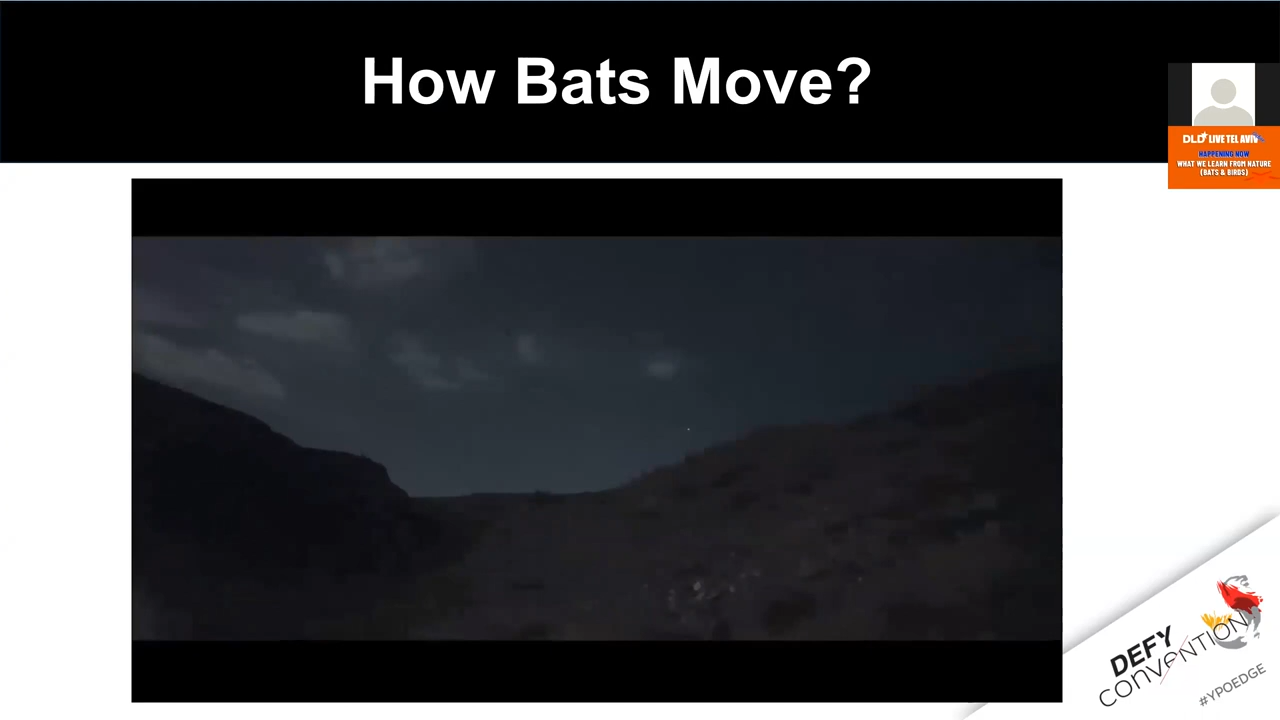 How Bats Move?
DLD LIVE TEL AVIV
HAPPENING NOW
WHAT WE LEARN FROM NATURE
(BATS & BIRDS)
DEFY
CONVENTION
#YPOEDGE